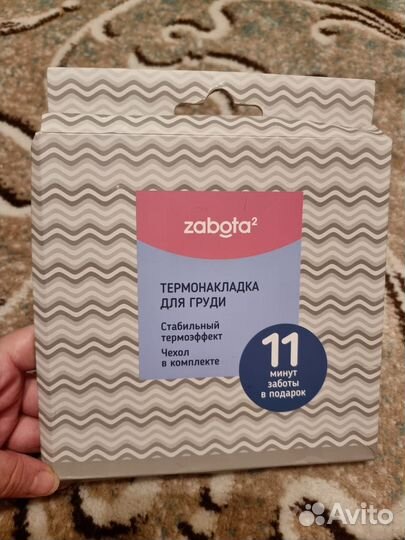 zabota²
ТЕРМОНАКЛАДКА
ДЛЯ ГРУДИ
Стабильный
термоэффект
Чехол
в комплекте
11
минут
заботы
в подарок
Avito